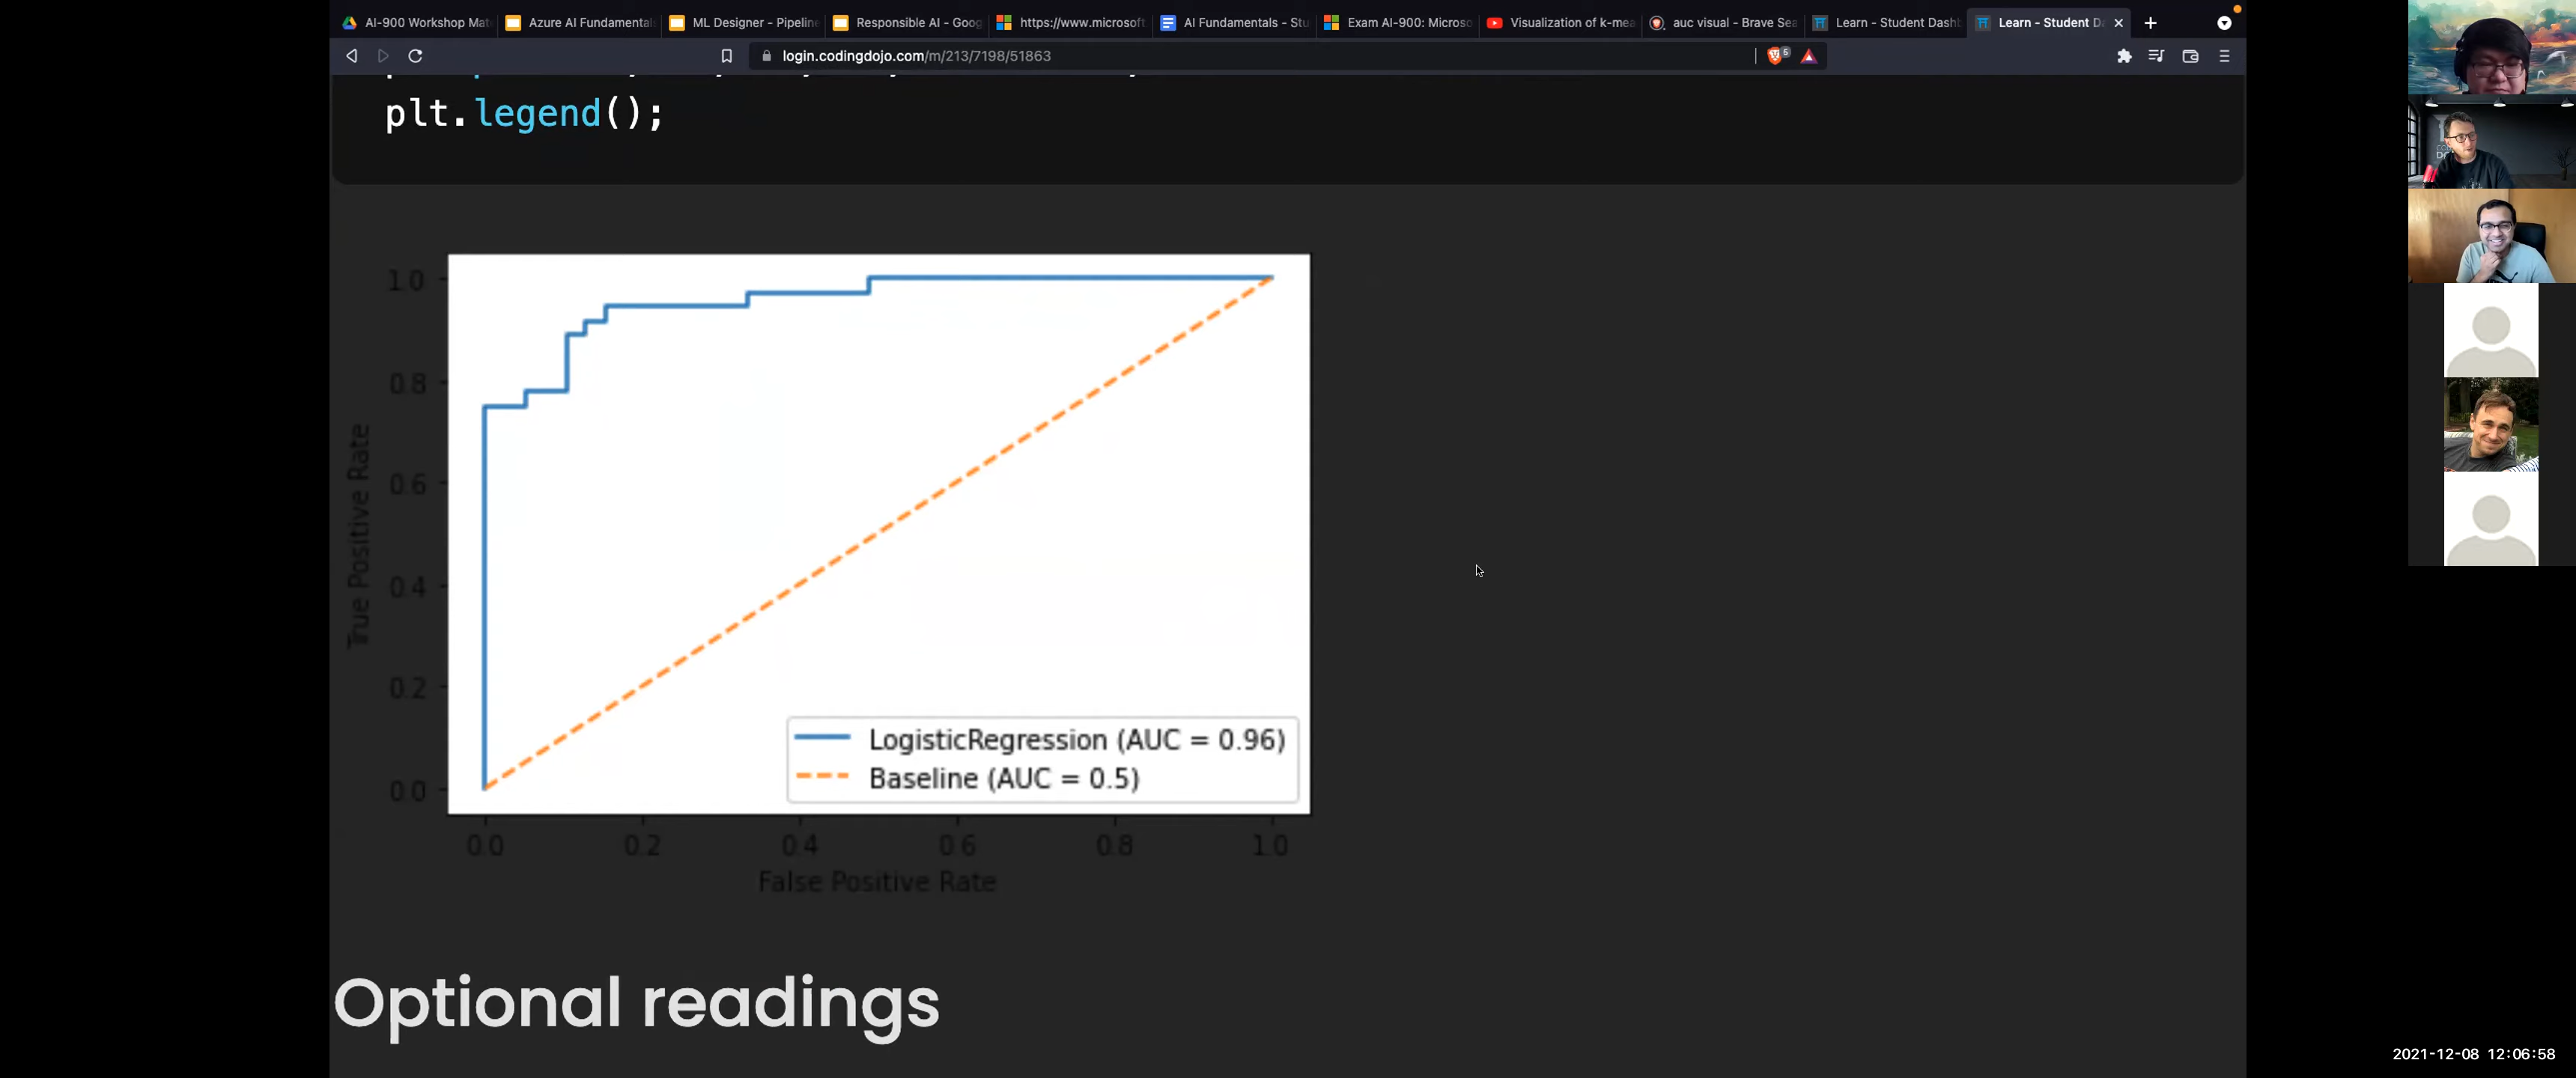 AI-900 Workshop Mat
Azure AI Fundamental
ML Designer - Pipeline
Responsible AI - Goog
https://www.microsoft
AI Fundamentals - Stu
Exam AI-900: Microso
Visualization of k-mea
auc visual - Brave Sea
Learn - Student Dashb
Learn - Student D
login.codingdojo.com/m/213/7198/51863
5
plt.legend();
1.0
0.8
0.6
0.4
0.2
0.0
True Positive Rate
LogisticRegression (AUC = 0.96)
Baseline (AUC = 0.5)
0.0 0.2 0.4 0.6 0.8 1.0
False Positive Rate
Optional readings
2021-12-08 12:06:58